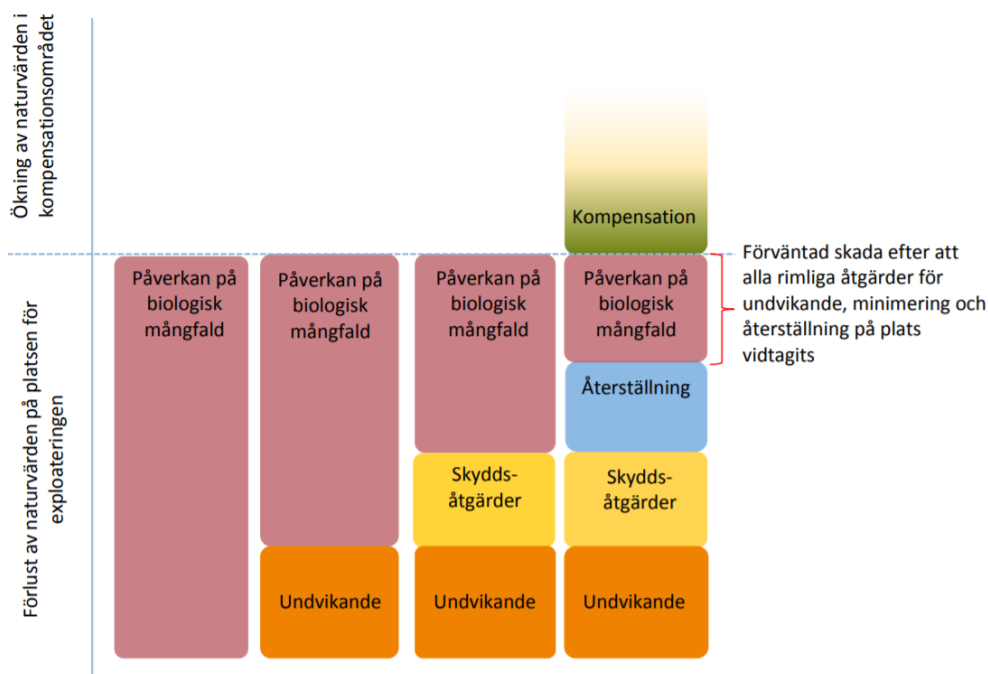 Ökning av naturvärden i
kompensationsområdet
Förlust av naturvärden på platsen för
exploateringen
Påverkan på
biologisk
mångfald
Påverkan på
biologisk
mångfald
Undvikande
Påverkan på
biologisk
mångfald
Skydds-
åtgärder
Undvikande
Kompensation
Påverkan på
biologisk
mångfald
Återställning
Skydds-
åtgärder
Undvikande
Förväntad skada efter att
alla rimliga åtgärder för
undvikande, minimering och
återställning på plats
vidtagits